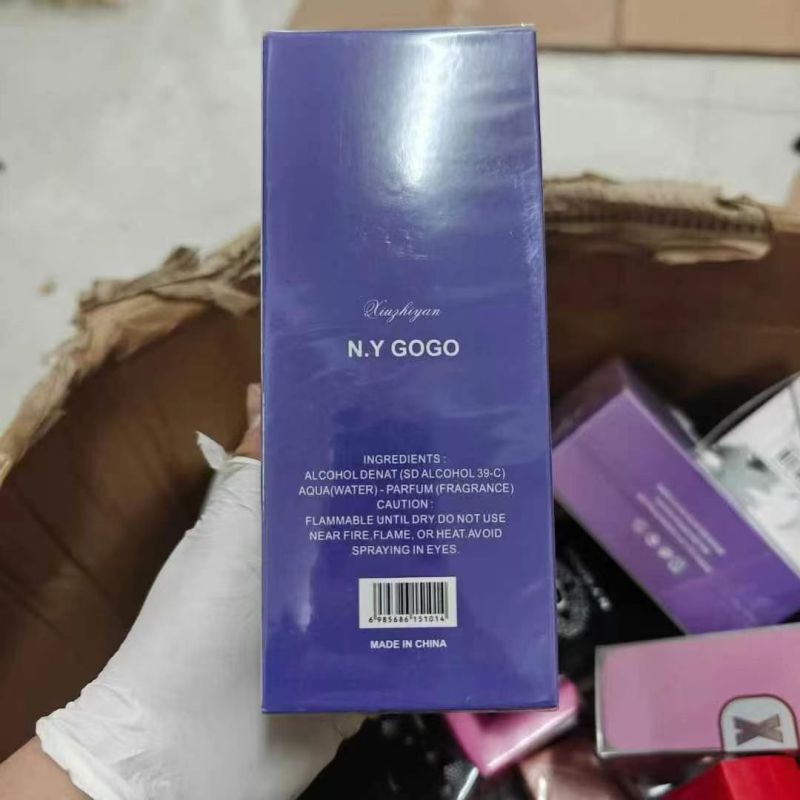 Xiuzhiyan
N.Y GOGO
INGREDIENTS :
ALCOHOL DENAT (SD ALCOHOL 39-C)
AQUA(WATER) - PARFUM (FRAGRANCE)
CAUTION :
FLAMMABLE UNTIL DRY.DO NOT USE
NEAR FIRE,FLAME, OR HEAT.AVOID
SPRAYING IN EYES.
6 985686 151014
MADE IN CHINA